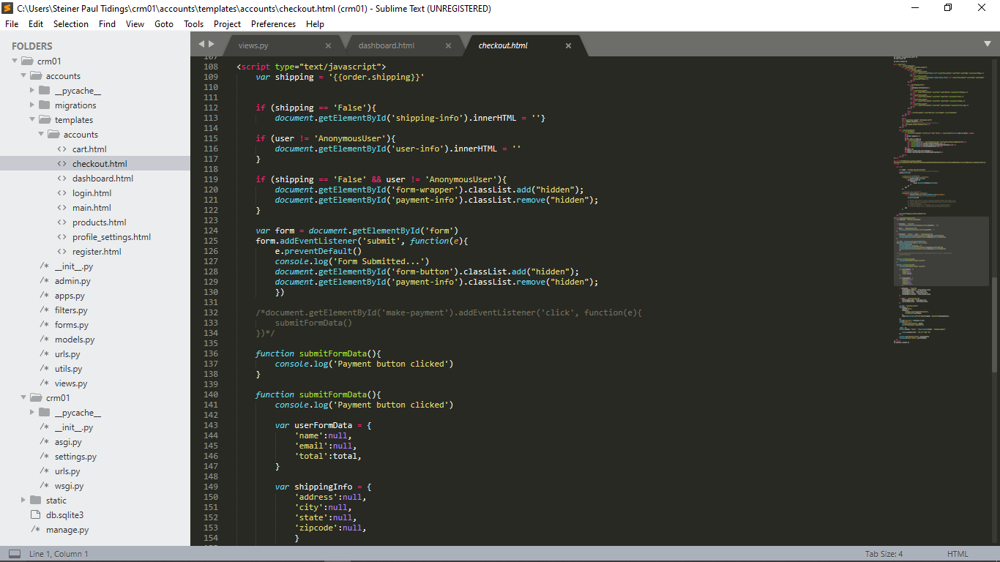 C:\Users\Steiner Paul Tidings\crm01\accounts\templates\accounts\checkout.html (crm01) - Sublime Text (UNREGISTERED)
File Edit Selection Find View Goto Tools Project Preferences Help
FOLDERS
crm01
accounts
__pycache__
migrations
templates
accounts
<> cart.html
<> checkout.html
<> dashboard.html
<> login.html
<> main.html
<> products.html
<> profile_settings.html
<> register.html
/* __init__.py
/* admin.py
/* apps.py
/* filters.py
/* forms.py
/* models.py
/* urls.py
/* utils.py
/* views.py
crm01
__pycache__
/* __init__.py
/* asgi.py
/* settings.py
/* urls.py
/* wsgi.py
static
db.sqlite3
/* manage.py
views.py × dashboard.html × checkout.html ×
107
108 <script type="text/javascript">
109 var shipping = '{{order.shipping}}'
110
111
112 if (shipping == 'False'){
113 document.getElementById('shipping-info').innerHTML = ''}
114
115 if (user != 'AnonymousUser'){
116 document.getElementById('user-info').innerHTML = ''
117 }
118
119 if (shipping == 'False' && user != 'AnonymousUser'){
120 document.getElementById('form-wrapper').classList.add("hidden");
121 document.getElementById('payment-info').classList.remove("hidden");
122 }
123
124 var form = document.getElementById('form')
125 form.addEventListener('submit', function(e){
126 e.preventDefault()
127 console.log('Form Submitted...')
128 document.getElementById('form-button').classList.add("hidden");
129 document.getElementById('payment-info').classList.remove("hidden");
130 })
131
132 /*document.getElementById('make-payment').addEventListener('click', function(e){
133 submitFormData()
134 })*/
135
136 function submitFormData(){
137 console.log('Payment button clicked')
138 }
139
140 function submitFormData(){
141 console.log('Payment button clicked')
142
143 var userFormData = {
144 'name':null,
145 'email':null,
146 'total':total,
147 }
148
149 var shippingInfo = {
150 'address':null,
151 'city':null,
152 'state':null,
153 'zipcode':null,
154 }
Line 1, Column 1 Tab Size: 4 HTML